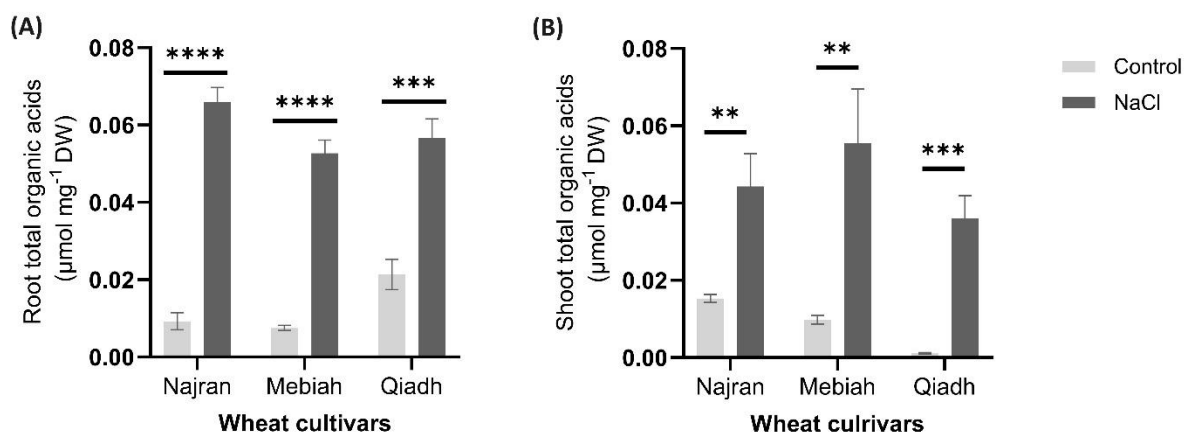 (A)
Root total organic acids
(µmol mg⁻¹ DW)
0.08
0.06
0.04
0.02
0.00
****
****
***
Najran
Mebiah
Qiadh
Wheat cultivars
(B)
Shoot total organic acids
(µmol mg⁻¹ DW)
0.08
0.06
0.04
0.02
0.00
**
**
***
Najran
Mebiah
Qiadh
Wheat culrivars
Control
NaCl